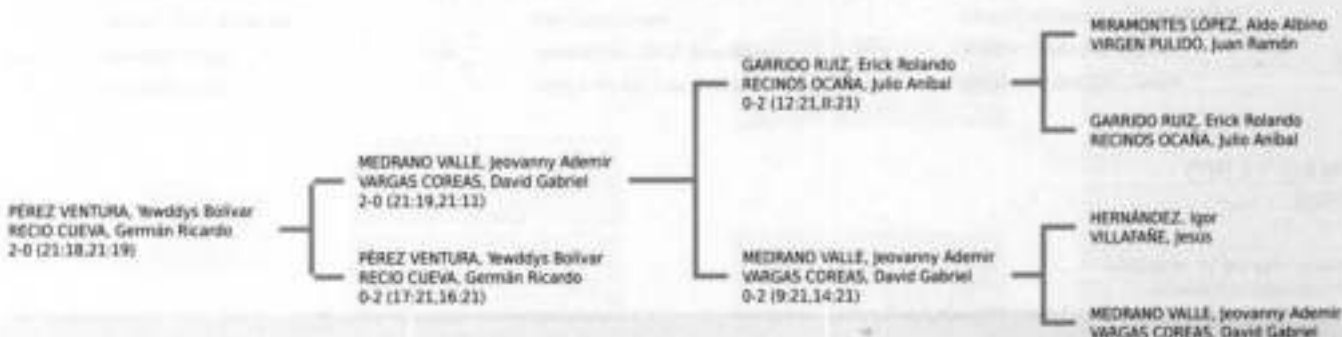 PÉREZ VENTURA, Yewddys Bolívar
RECIO CUEVA, Germán Ricardo
2-0 (21:18,21:19)
MEDRANO VALLE, Jeovanny Ademir
VARGAS COREAS, David Gabriel
2-0 (21:19,21:11)
PÉREZ VENTURA, Yewddys Bolívar
RECIO CUEVA, Germán Ricardo
0-2 (17:21,16:21)
GARRIDO RUIZ, Erick Rolando
RECINOS OCAÑA, Julio Aníbal
0-2 (12:21,8:21)
MEDRANO VALLE, Jeovanny Ademir
VARGAS COREAS, David Gabriel
0-2 (9:21,14:21)
MIRAMONTES LÓPEZ, Aldo Albino
VIRGEN PULIDO, Juan Ramón
GARRIDO RUIZ, Erick Rolando
RECINOS OCAÑA, Julio Aníbal
HERNÁNDEZ, Igor
VILLAFAÑE, Jesús
MEDRANO VALLE, Jeovanny Ademir
VARGAS COREAS, David Gabriel